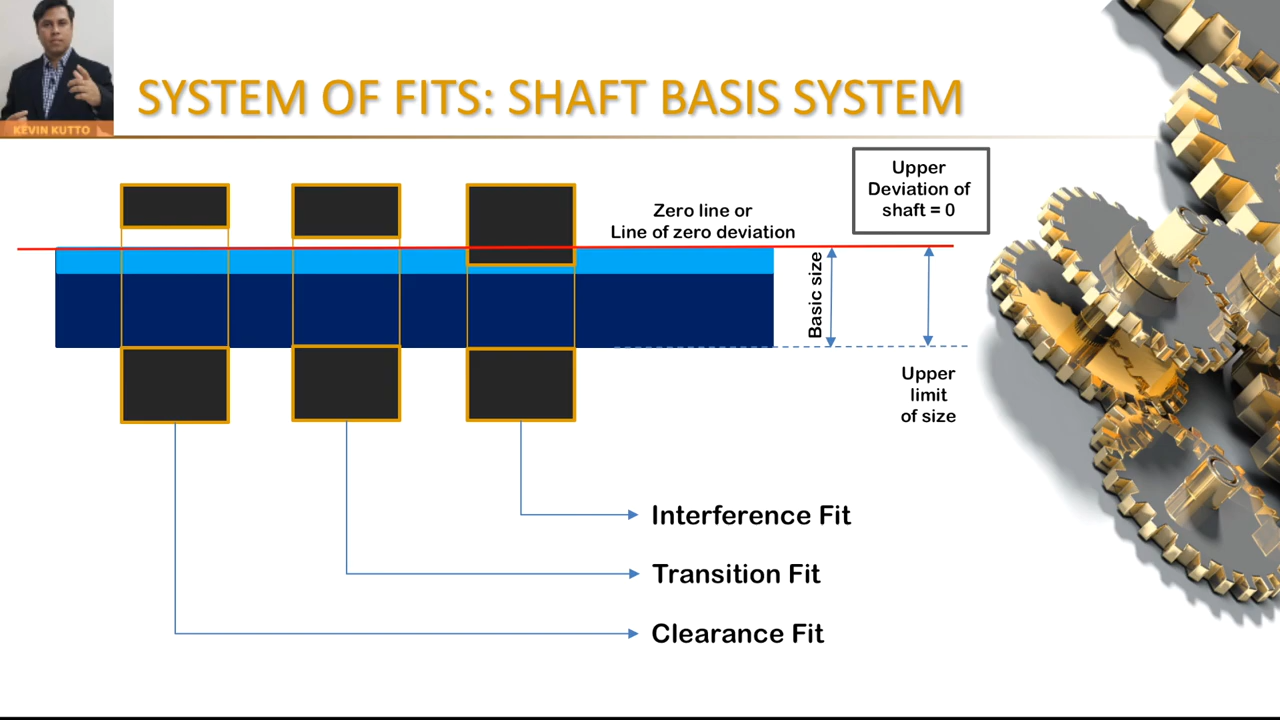 KEVIN KUTTO
SYSTEM OF FITS: SHAFT BASIS SYSTEM
Upper
Deviation of
shaft = 0
Zero line or
Line of zero deviation
Basic size
Upper
limit
of size
Interference Fit
Transition Fit
Clearance Fit